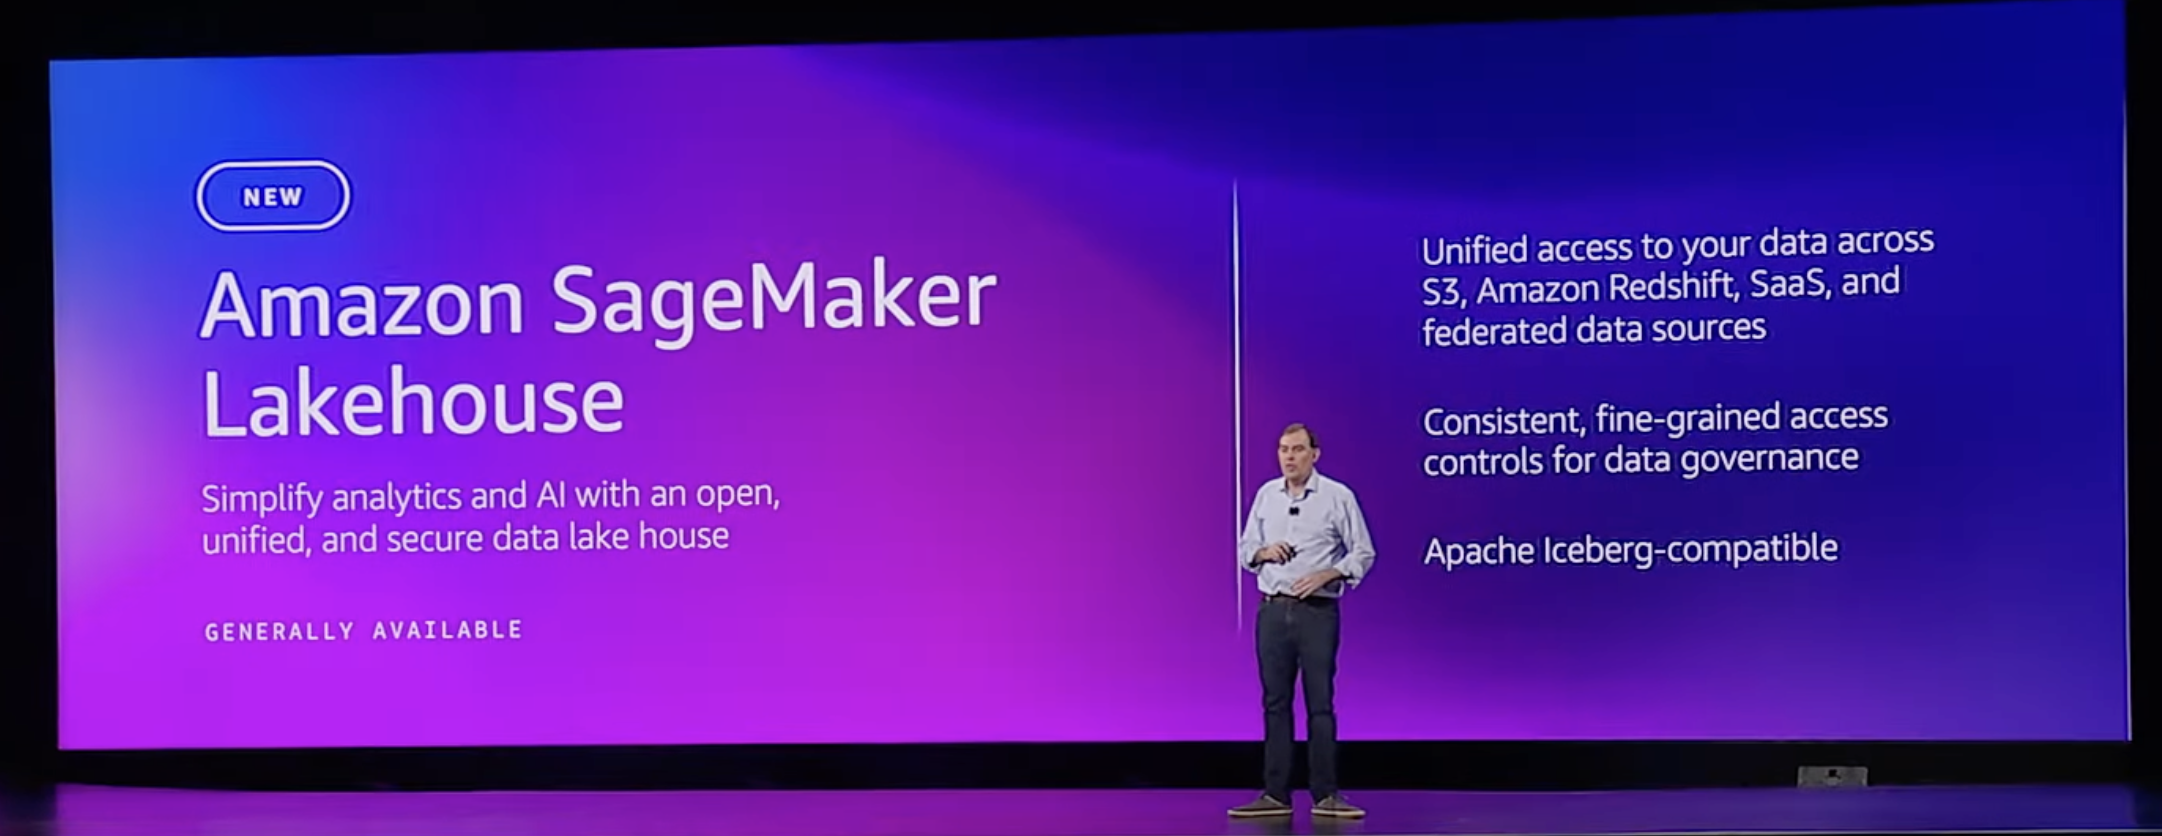 NEW
Amazon SageMaker
Lakehouse
Simplify analytics and AI with an open,
unified, and secure data lake house
GENERALLY AVAILABLE
Unified access to your data across
S3, Amazon Redshift, SaaS, and
federated data sources
Consistent, fine-grained access
controls for data governance
Apache Iceberg-compatible